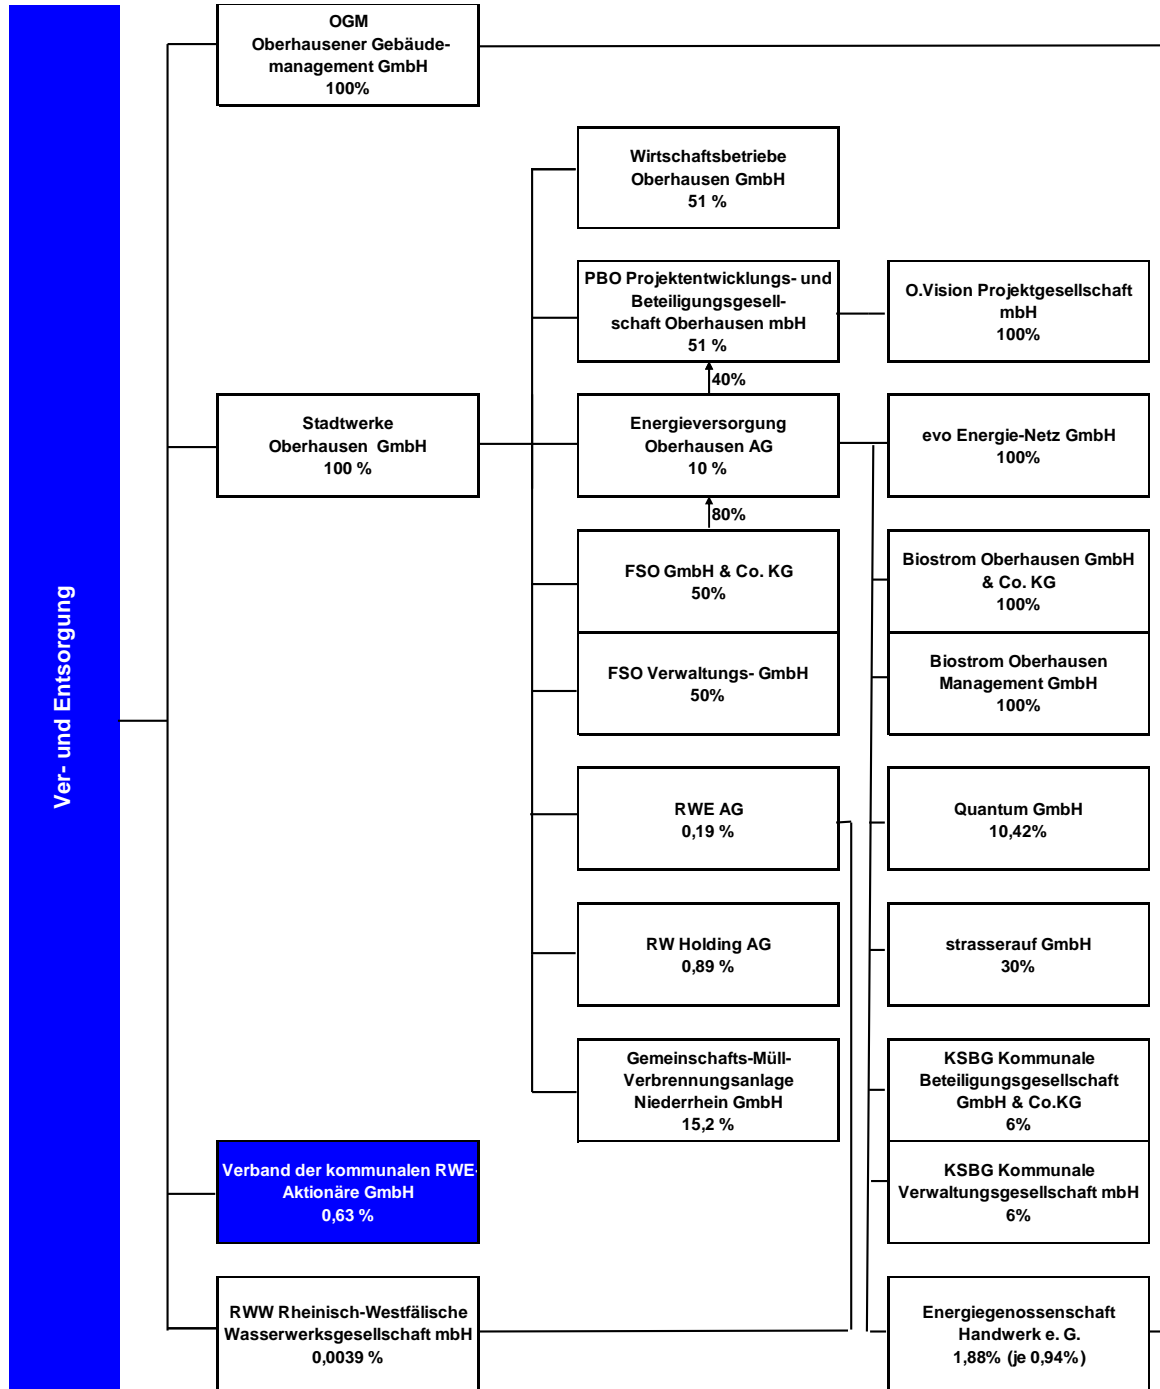 Ver- und Entsorgung
OGM
Oberhausener Gebäude-
management GmbH
100%
Stadtwerke
Oberhausen GmbH
100 %
Verband der kommunalen RWE-
Aktionäre GmbH
0,63 %
RWW Rheinisch-Westfälische
Wasserwerksgesellschaft mbH
0,0039 %
Wirtschaftsbetriebe
Oberhausen GmbH
51 %
PBO Projektentwicklungs- und
Beteiligungsgesell-
schaft Oberhausen mbH
51 %
40%
Energieversorgung
Oberhausen AG
10 %
80%
FSO GmbH & Co. KG
50%
FSO Verwaltungs- GmbH
50%
RWE AG
0,19 %
RW Holding AG
0,89 %
Gemeinschafts-Müll-
Verbrennungsanlage
Niederrhein GmbH
15,2 %
O.Vision Projektgesellschaft
mbH
100%
evo Energie-Netz GmbH
100%
Biostrom Oberhausen GmbH
& Co. KG
100%
Biostrom Oberhausen
Management GmbH
100%
Quantum GmbH
10,42%
strasserauf GmbH
30%
KSBG Kommunale
Beteiligungsgesellschaft
GmbH & Co.KG
6%
KSBG Kommunale
Verwaltungsgesellschaft mbH
6%
Energiegenossenschaft
Handwerk e. G.
1,88% (je 0,94%)